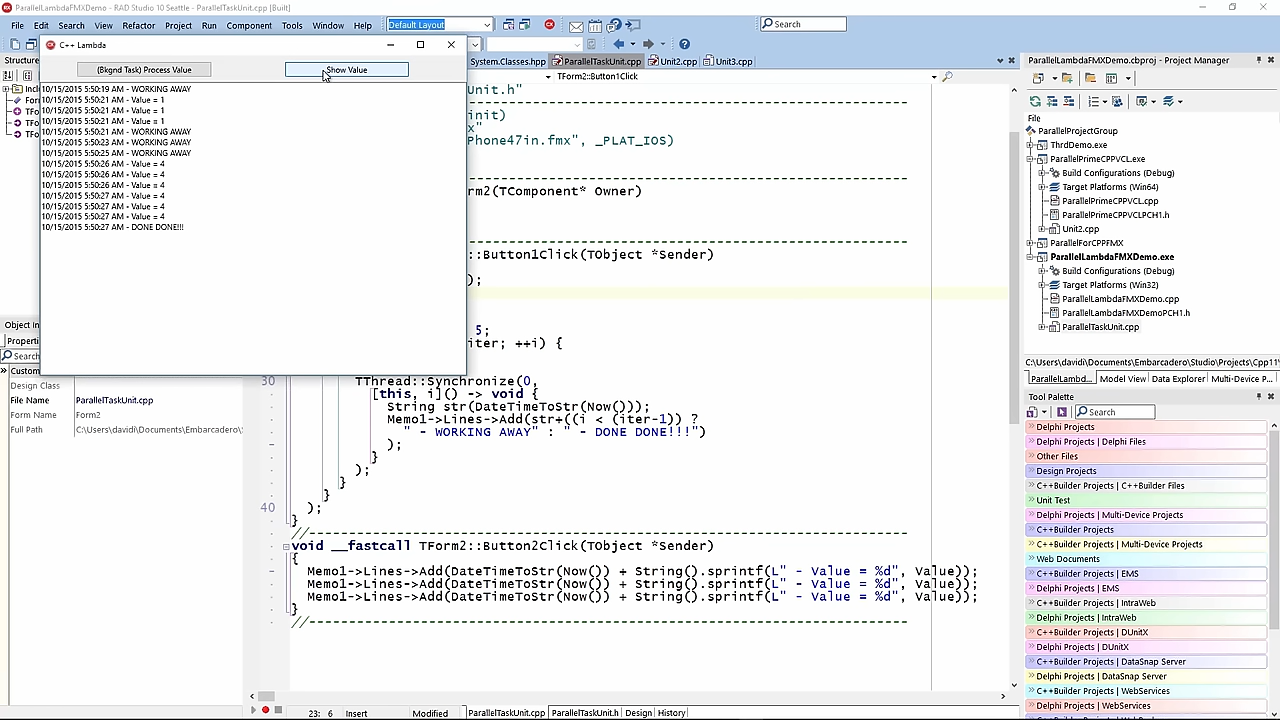 ParallelLambdaFMXDemo - RAD Studio 10 Seattle - ParallelTaskUnit.cpp [Built]
File Edit Search View Refactor Project Run Component Tools Window Help
Default Layout
Search
C++ Lambda
(Bkgnd Task) Process Value
Show Value
10/15/2015 5:50:19 AM - WORKING AWAY
10/15/2015 5:50:21 AM - Value = 1
10/15/2015 5:50:21 AM - Value = 1
10/15/2015 5:50:21 AM - Value = 1
10/15/2015 5:50:21 AM - WORKING AWAY
10/15/2015 5:50:23 AM - WORKING AWAY
10/15/2015 5:50:25 AM - WORKING AWAY
10/15/2015 5:50:26 AM - Value = 4
10/15/2015 5:50:26 AM - Value = 4
10/15/2015 5:50:26 AM - Value = 4
10/15/2015 5:50:27 AM - Value = 4
10/15/2015 5:50:27 AM - Value = 4
10/15/2015 5:50:27 AM - Value = 4
10/15/2015 5:50:27 AM - DONE DONE!!!
Structure
Object In
Properti
Search
Custom
Design Class
File Name ParallelTaskUnit.cpp
Form Name Form2
Full Path C:\Users\davidi\Documents\Embarcadero\
System.Classes.hpp ParallelTaskUnit.cpp Unit2.cpp Unit3.cpp
TForm2::Button1Click
Unit.h"
init)
x"
Phone47in.fmx", _PLAT_IOS)
rm2(TComponent* Owner)
::Button1Click(TObject *Sender)
);
5;
iter; ++i) {
30
TThread::Synchronize(0,
[this, i]() -> void {
String str(DateTimeToStr(Now()));
Memo1->Lines->Add(str+((i < (iter-1)) ?
" - WORKING AWAY" : " - DONE DONE!!!")
);
}
);
}
}
40
);
}
//---------------------------------------------------------------------------
void __fastcall TForm2::Button2Click(TObject *Sender)
{
Memo1->Lines->Add(DateTimeToStr(Now()) + String().sprintf(L" - Value = %d", Value));
Memo1->Lines->Add(DateTimeToStr(Now()) + String().sprintf(L" - Value = %d", Value));
Memo1->Lines->Add(DateTimeToStr(Now()) + String().sprintf(L" - Value = %d", Value));
}
//---------------------------------------------------------------------------
23: 6 Insert Modified ParallelTaskUnit.cpp ParallelTaskUnit.h Design History
ParallelLambdaFMXDemo.cbproj - Project Manager
File
ParallelProjectGroup
ThrdDemo.exe
ParallelPrimeCPPVCL.exe
Build Configurations (Debug)
Target Platforms (Win64)
ParallelPrimeCPPVCL.cpp
ParallelPrimeCPPVCLPCH1.h
Unit2.cpp
ParallelForCPPFMX
ParallelLambdaFMXDemo.exe
Build Configurations (Debug)
Target Platforms (Win32)
ParallelLambdaFMXDemo.cpp
ParallelLambdaFMXDemoPCH1.h
ParallelTaskUnit.cpp
C:\Users\davidi\Documents\Embarcadero\Studio\Projects\Cpp11\
ParallelLambd... Model View Data Explorer Multi-Device P...
Tool Palette
Search
Delphi Projects
Delphi Projects | Delphi Files
Other Files
Design Projects
C++Builder Projects | C++Builder Files
Unit Test
Delphi Projects | Multi-Device Projects
C++Builder Projects
C++Builder Projects | Multi-Device Projects
Web Documents
C++Builder Projects | EMS
Delphi Projects | EMS
C++Builder Projects | IntraWeb
Delphi Projects | IntraWeb
C++Builder Projects | DUnitX
Delphi Projects | DUnitX
C++Builder Projects | DataSnap Server
Delphi Projects | DataSnap Server
C++Builder Projects | WebServices
Delphi Projects | WebServices